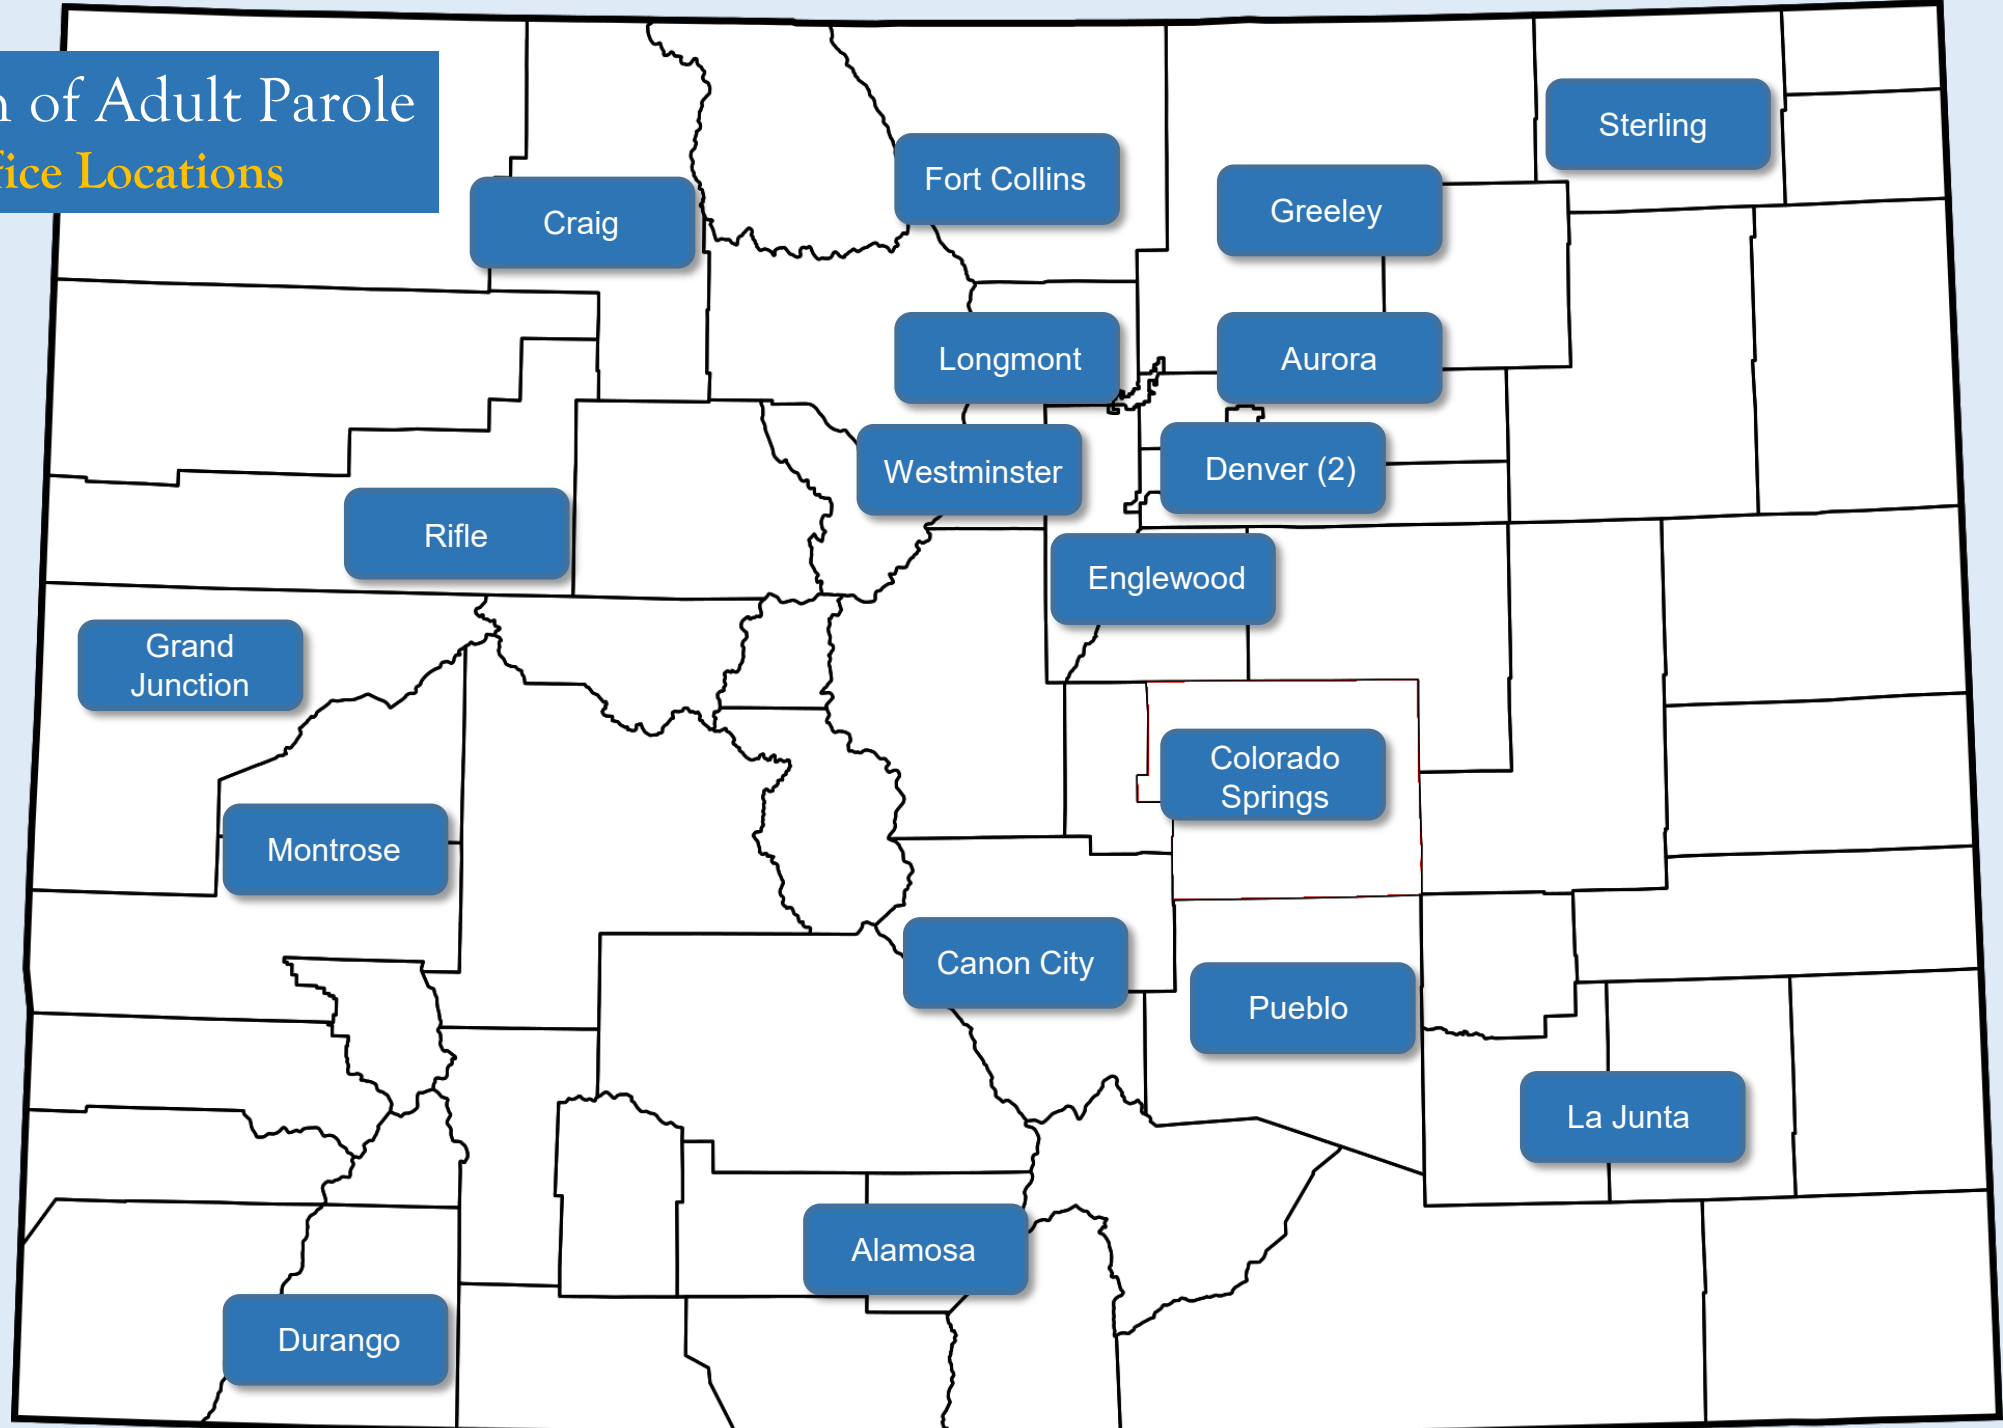 of Adult Parole
Locations
Sterling
Fort Collins
Greeley
Craig
Longmont
Aurora
Westminster
Denver (2)
Rifle
Englewood
Grand
Junction
Colorado
Springs
Montrose
Canon City
Pueblo
La Junta
Alamosa
Durango